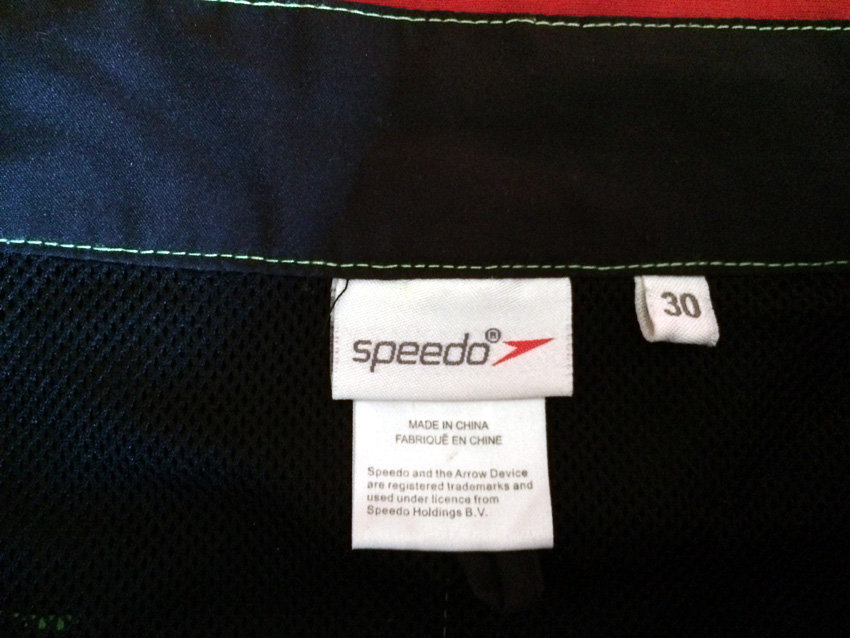 speedo®
30
MADE IN CHINA
FABRIQUÉ EN CHINE
Speedo and the Arrow Device
are registered trademarks and
used under licence from
Speedo Holdings B.V.